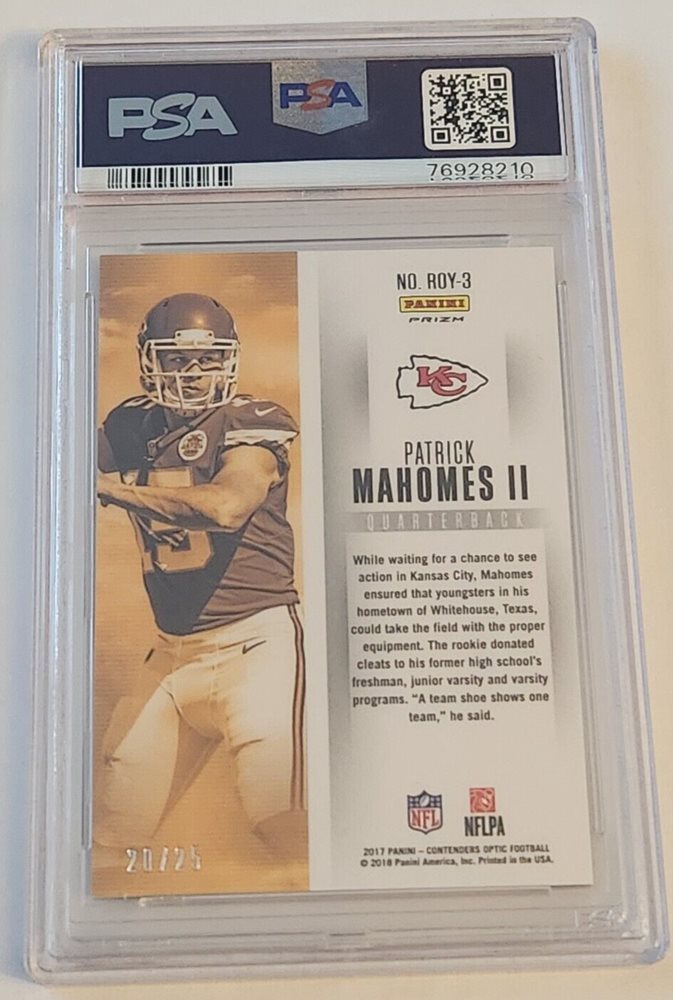 PSA
PSA
76928210
NO. ROY-3
PANINI
PRIZM
KC
PATRICK
MAHOMES II
QUARTERBACK
While waiting for a chance to see
action in Kansas City, Mahomes
ensured that youngsters in his
hometown of Whitehouse, Texas,
could take the field with the proper
equipment. The rookie donated
cleats to his former high school's
freshman, junior varsity and varsity
programs. “A team shoe shows one
team,” he said.
15
NFL
NFLPA
20/25
2017 PANINI – CONTENDERS OPTIC FOOTBALL
© 2018 Panini America, Inc. Printed in the USA.